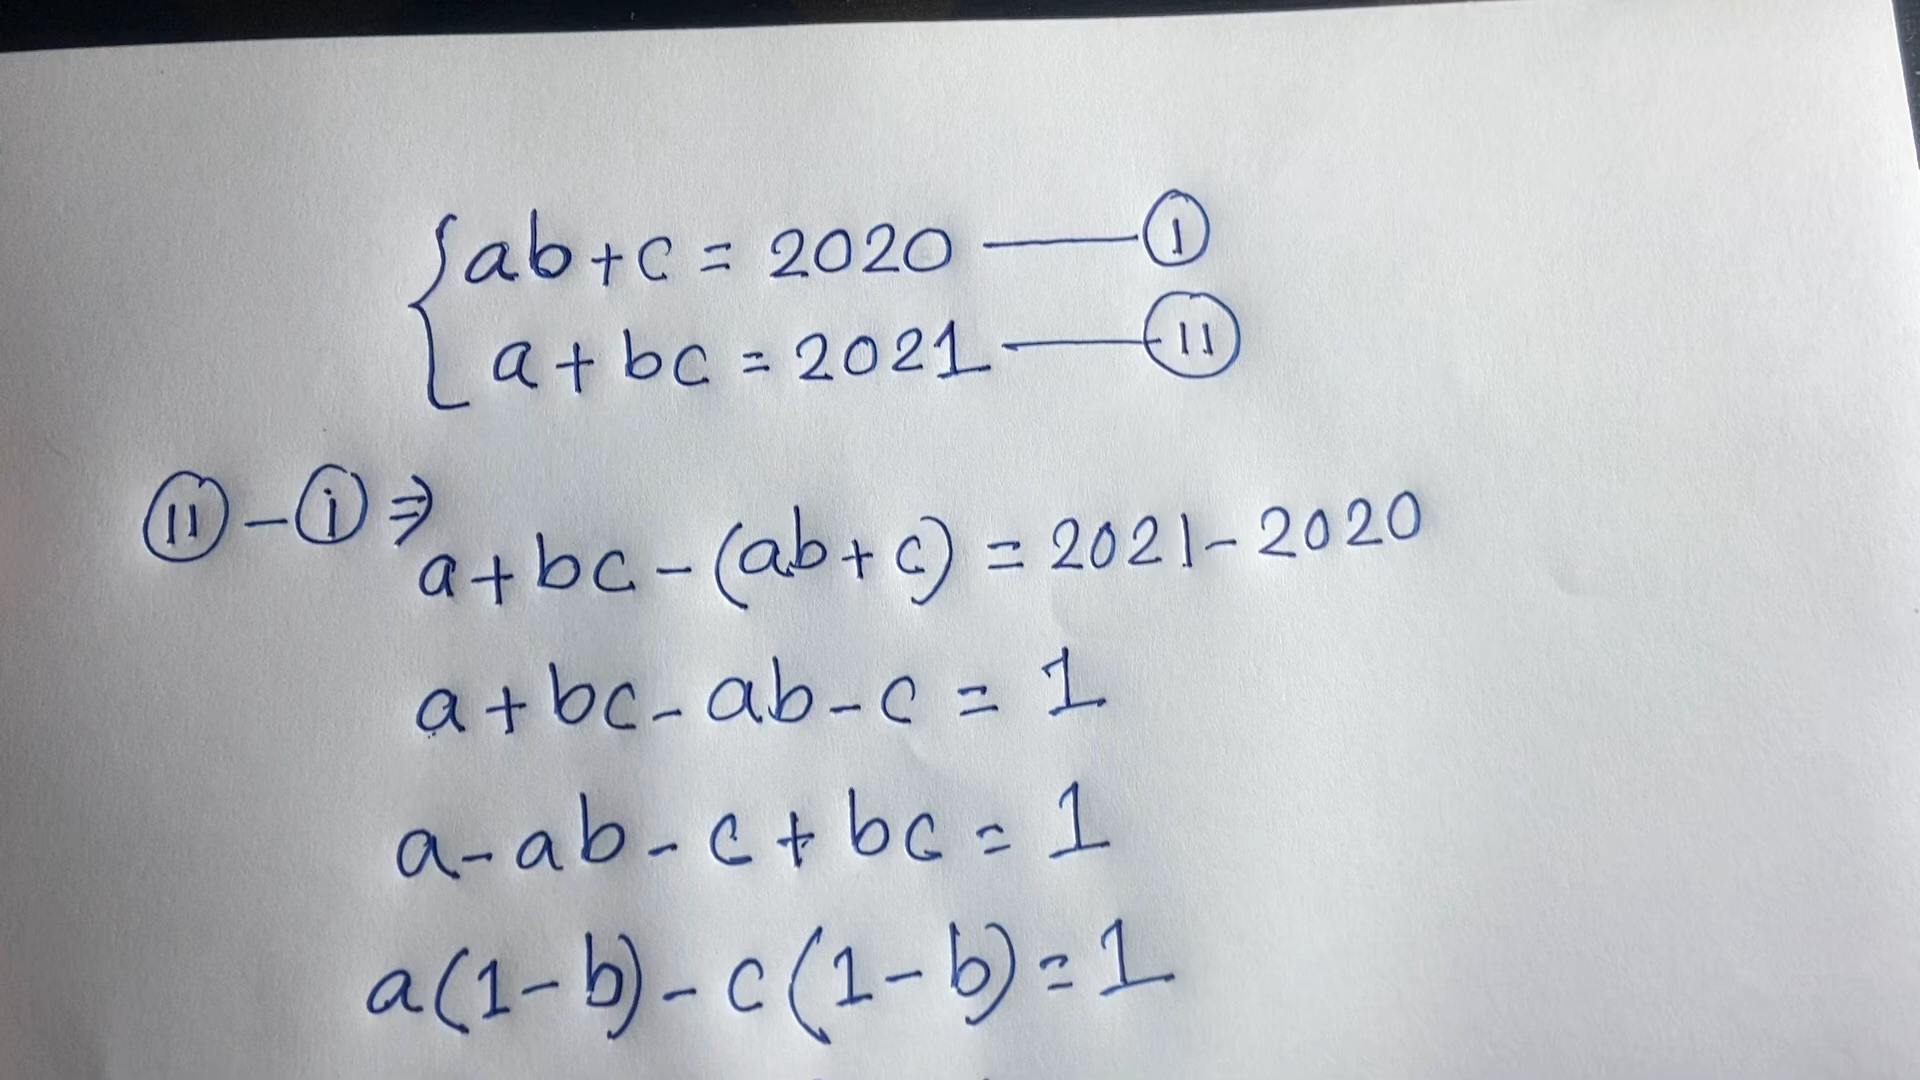 ab+c = 2020 — I
a + bc = 2021 — II
II - i ⇒
a + bc - (ab + c) = 2021 - 2020
a + bc - ab - c = 1
a - ab - c + bc = 1
a(1-b) - c(1-b) = 1